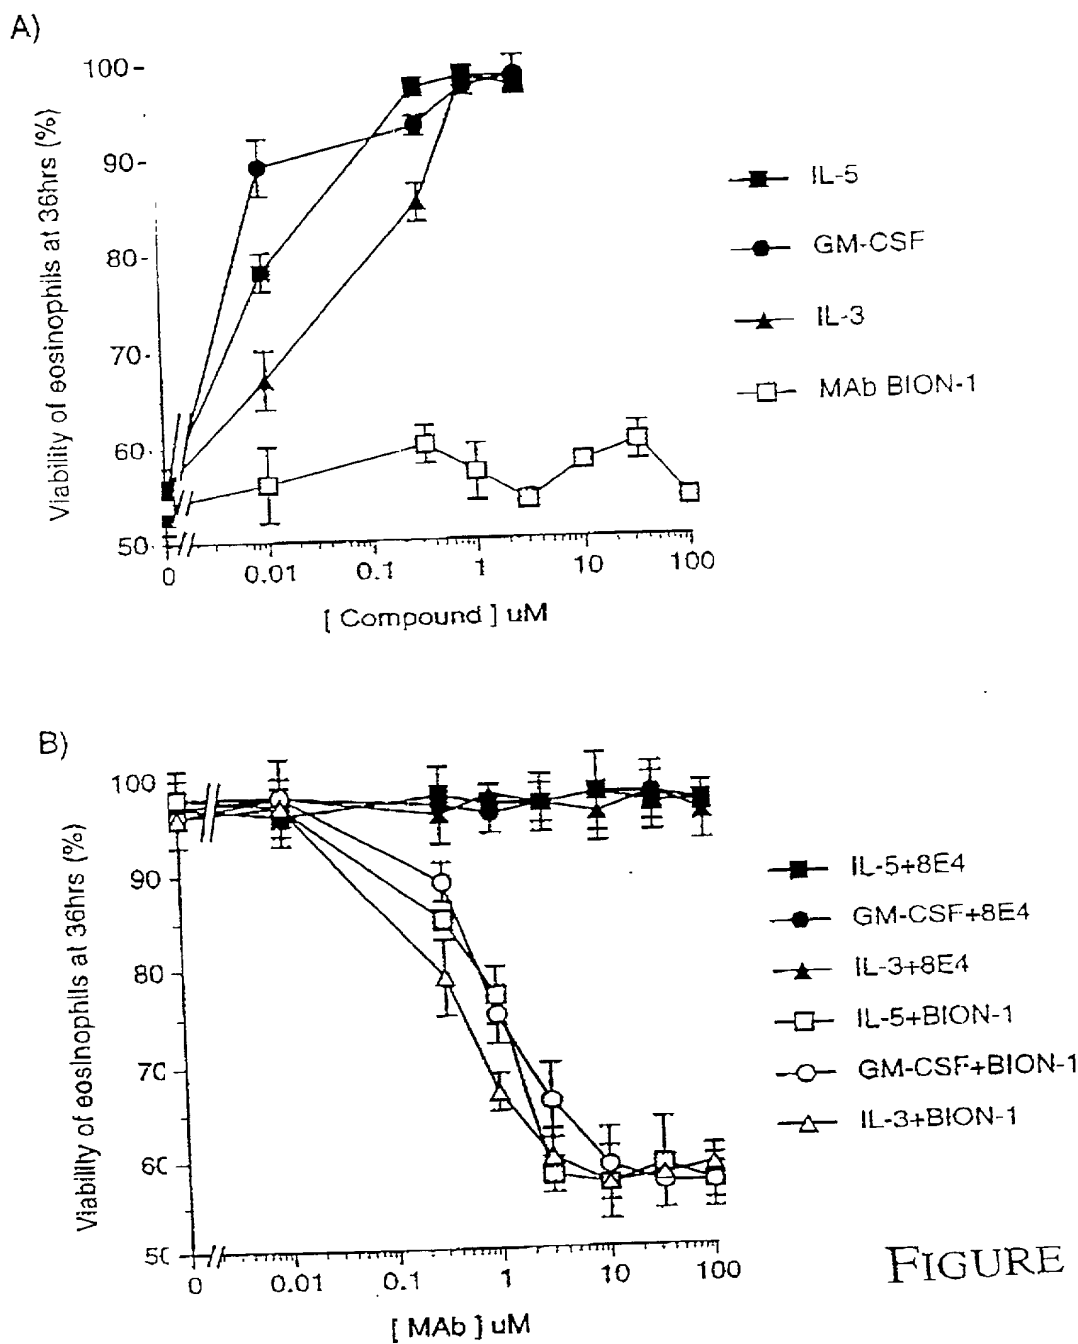 A)
Viability of eosinophils at 36hrs (%)
100
90
80
70
60
50
0
0.01
0.1
1
10
100
[ Compound ] uM
IL-5
GM-CSF
IL-3
MAb BION-1
B)
Viability of eosinophils at 36hrs (%)
100
90
80
70
60
50
0
0.01
0.1
1
10
100
[ MAb ] uM
IL-5+8E4
GM-CSF+8E4
IL-3+8E4
IL-5+BION-1
GM-CSF+BION-1
IL-3+BION-1
FIGURE